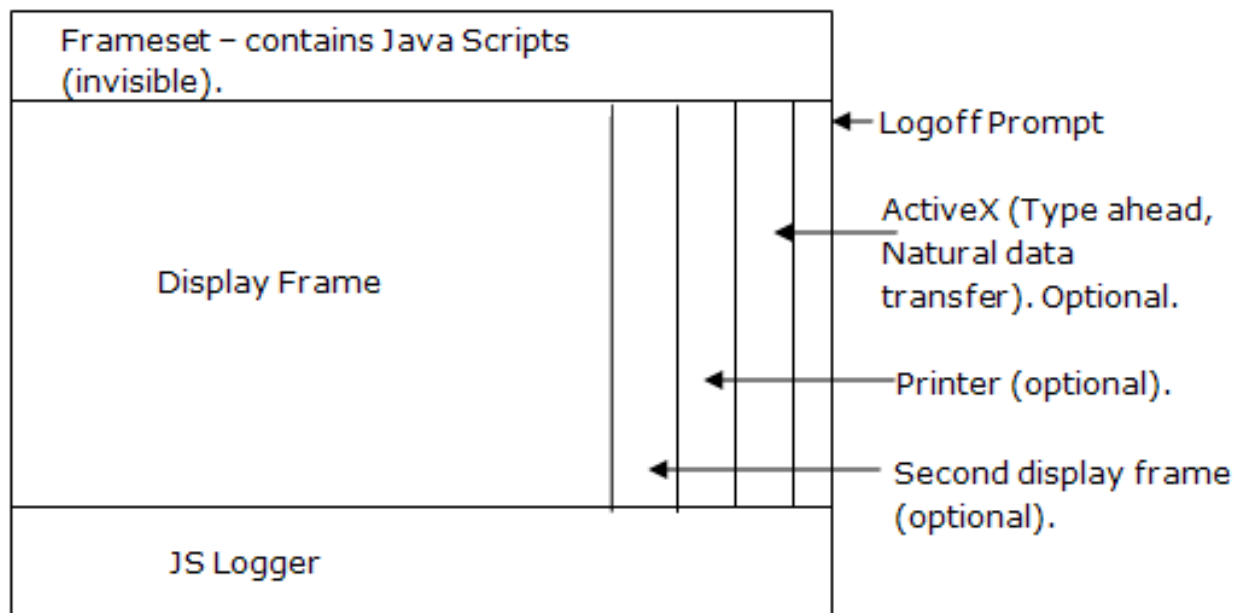 Frameset – contains Java Scripts
(invisible).
Logoff Prompt
ActiveX (Type ahead,
Natural data
transfer). Optional.
Display Frame
Printer (optional).
Second display frame
(optional).
JS Logger